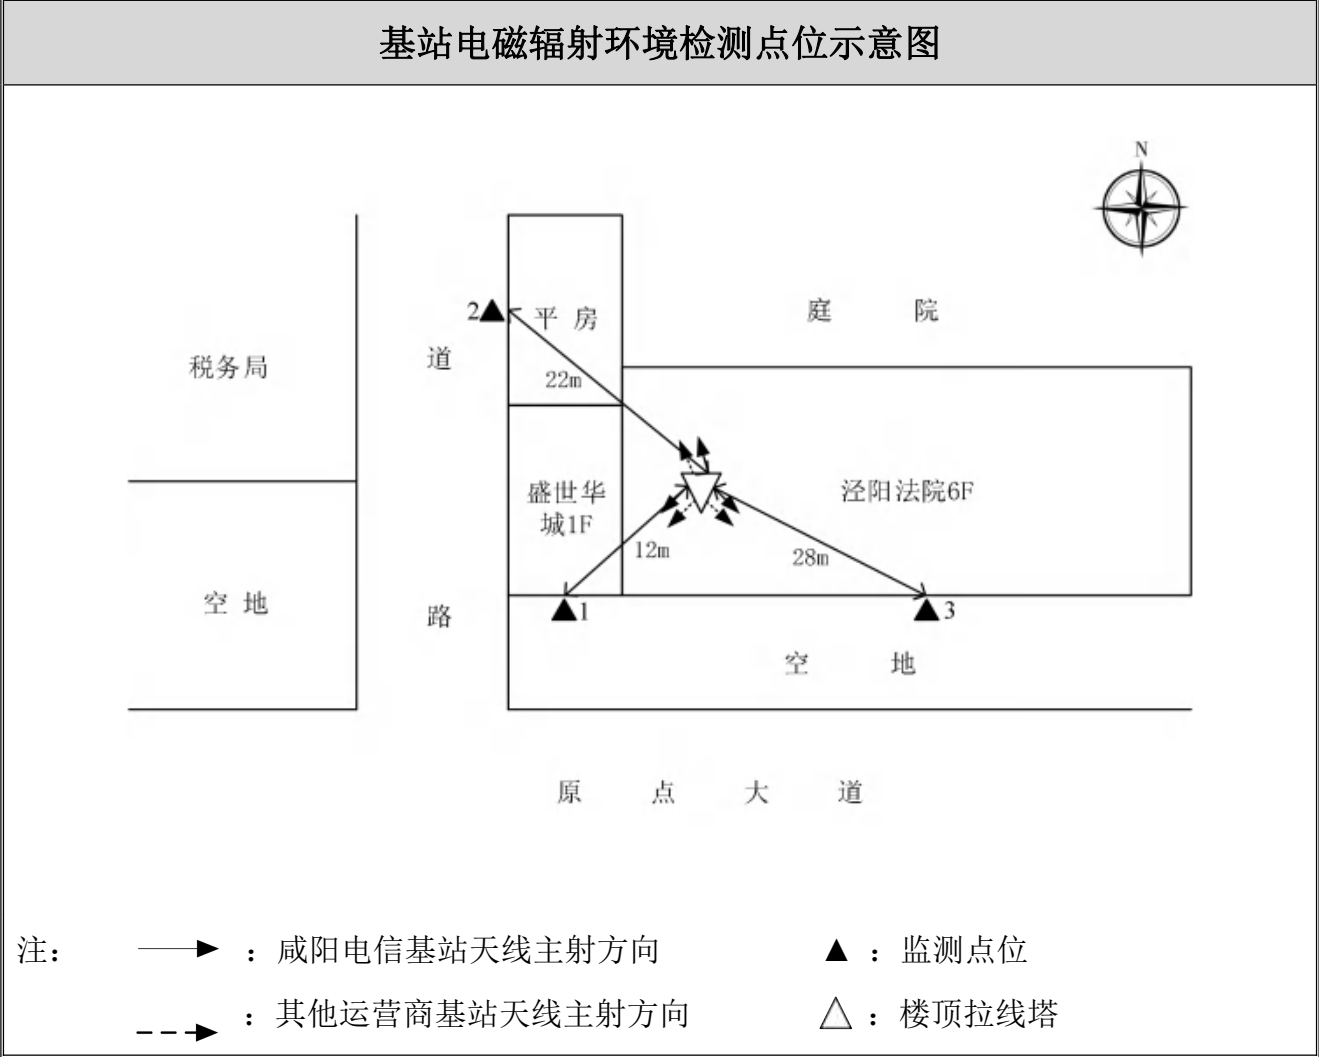 基站电磁辐射环境检测点位示意图
N
2
平 房
庭 院
税务局
道
22m
盛世华
城1F
泾阳法院6F
12m
28m
空 地
路
1
3
空 地
原 点 大 道
注：
：咸阳电信基站天线主射方向
：监测点位
：其他运营商基站天线主射方向
：楼顶拉线塔